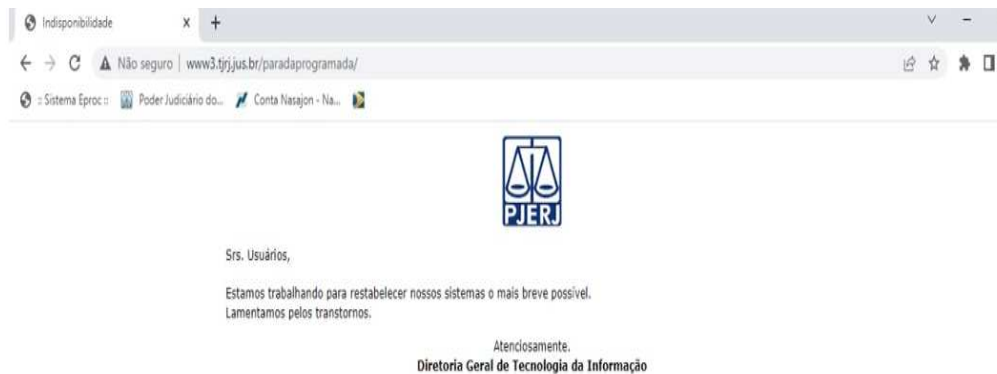 Indisponibilidade
Não seguro | www3.tjrj.jus.br/paradaprogramada/
:: Sistema Eproc :: Poder Judiciário do... Conta Nasajon - Na...
PJERJ
Srs. Usuários,
Estamos trabalhando para restabelecer nossos sistemas o mais breve possível.
Lamentamos pelos transtornos.
Atenciosamente.
Diretoria Geral de Tecnologia da Informação